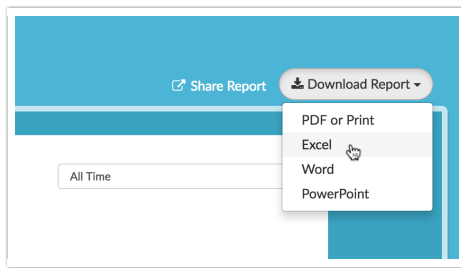 Share Report
Download Report
PDF or Print
Excel
Word
PowerPoint
All Time